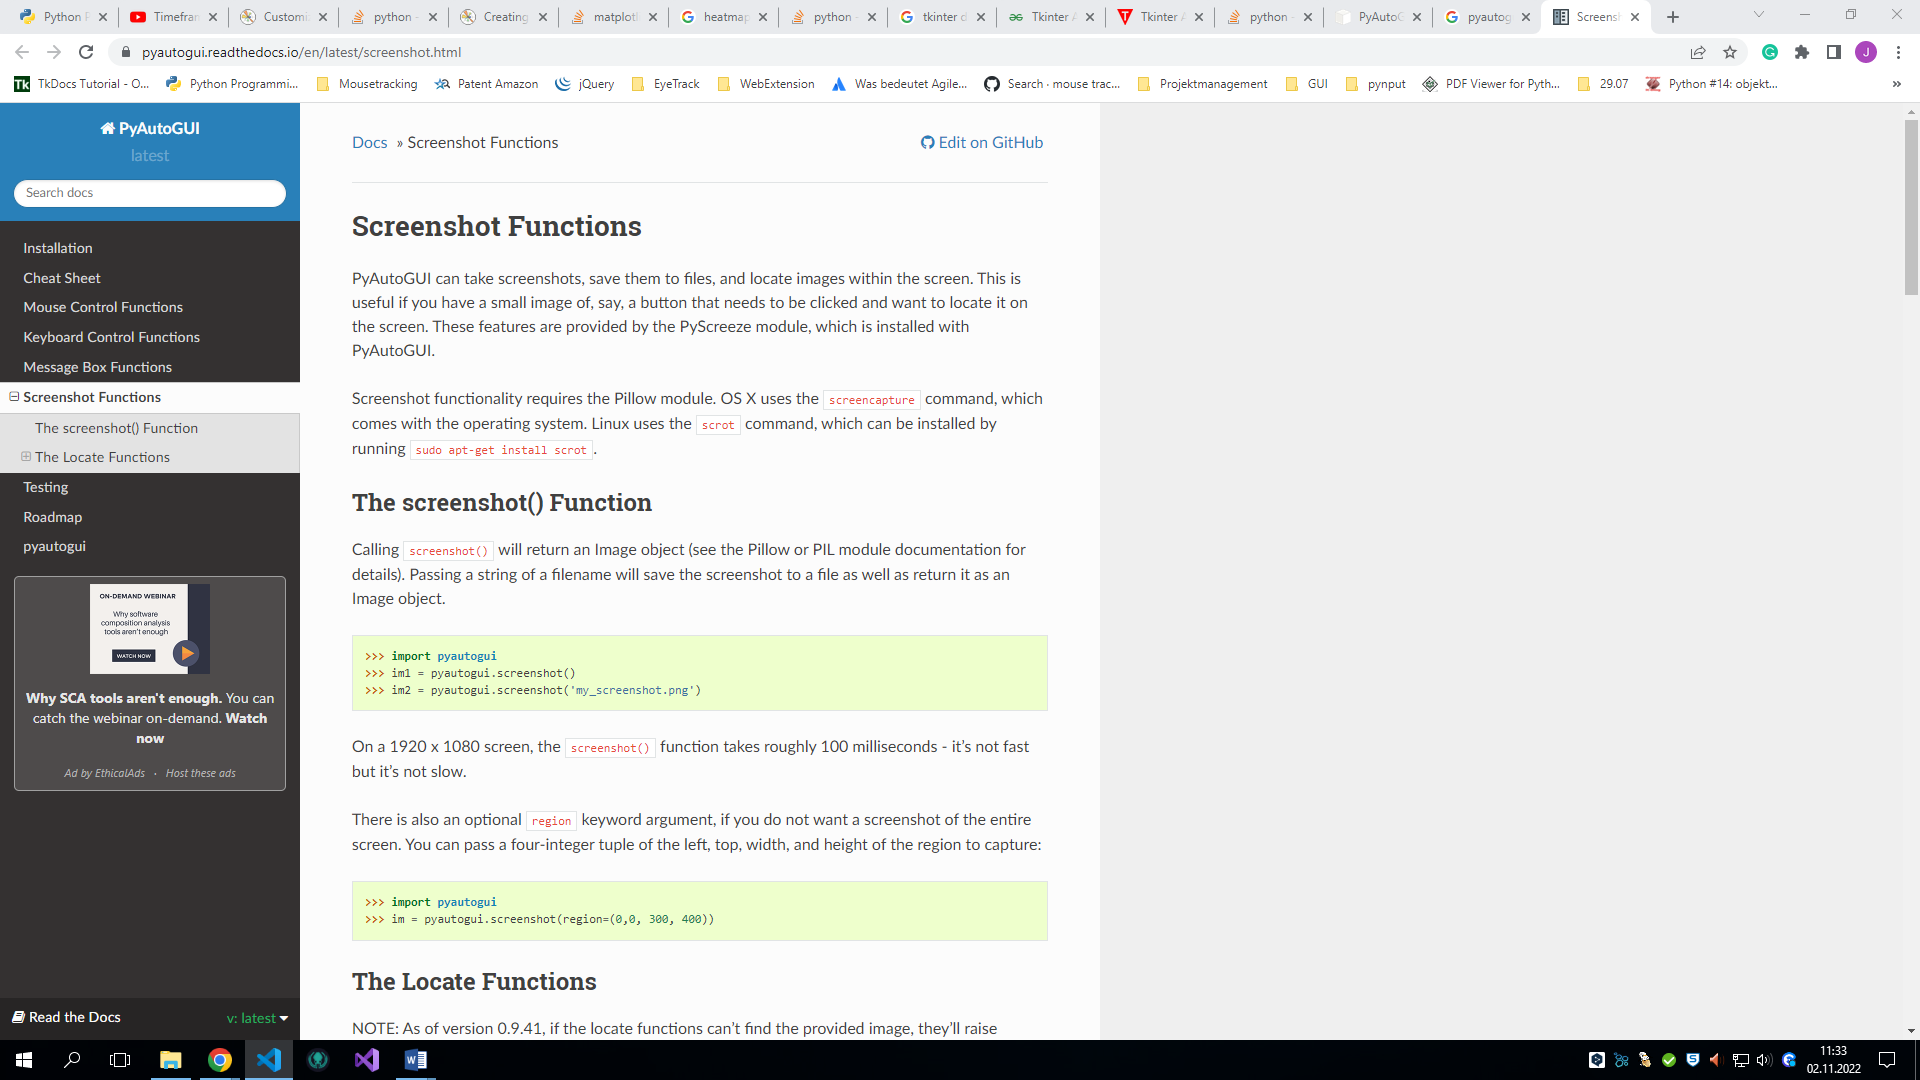 Python P
Timefran
Customi
python -
Creating
matplotl
heatmap
python -
tkinter d
Tkinter A
Tkinter A
python -
PyAutoG
pyautog
Screensh
pyautogui.readthedocs.io/en/latest/screenshot.html
J
Tk TkDocs Tutorial - O...
Python Programmi...
Mousetracking
Patent Amazon
jQuery
EyeTrack
WebExtension
Was bedeutet Agile...
Search · mouse trac...
Projektmanagement
GUI
pynput
PDF Viewer for Pyth...
29.07
Python #14: objekt...
»
PyAutoGUI
latest
Search docs
Installation
Cheat Sheet
Mouse Control Functions
Keyboard Control Functions
Message Box Functions
Screenshot Functions
The screenshot() Function
The Locate Functions
Testing
Roadmap
pyautogui
ON-DEMAND WEBINAR
Why software
composition analysis
tools aren't enough
WATCH NOW
Why SCA tools aren't enough. You can
catch the webinar on-demand. Watch
now
Ad by EthicalAds · Host these ads
Read the Docs
v: latest
Docs » Screenshot Functions
Edit on GitHub
Screenshot Functions
PyAutoGUI can take screenshots, save them to files, and locate images within the screen. This is
useful if you have a small image of, say, a button that needs to be clicked and want to locate it on
the screen. These features are provided by the PyScreeze module, which is installed with
PyAutoGUI.
Screenshot functionality requires the Pillow module. OS X uses the screencapture command, which
comes with the operating system. Linux uses the scrot command, which can be installed by
running sudo apt-get install scrot.
The screenshot() Function
Calling screenshot() will return an Image object (see the Pillow or PIL module documentation for
details). Passing a string of a filename will save the screenshot to a file as well as return it as an
Image object.
>>> import pyautogui
>>> im1 = pyautogui.screenshot()
>>> im2 = pyautogui.screenshot('my_screenshot.png')
On a 1920 x 1080 screen, the screenshot() function takes roughly 100 milliseconds - it's not fast
but it's not slow.
There is also an optional region keyword argument, if you do not want a screenshot of the entire
screen. You can pass a four-integer tuple of the left, top, width, and height of the region to capture:
>>> import pyautogui
>>> im = pyautogui.screenshot(region=(0,0, 300, 400))
The Locate Functions
NOTE: As of version 0.9.41, if the locate functions can't find the provided image, they'll raise
11:33
02.11.2022